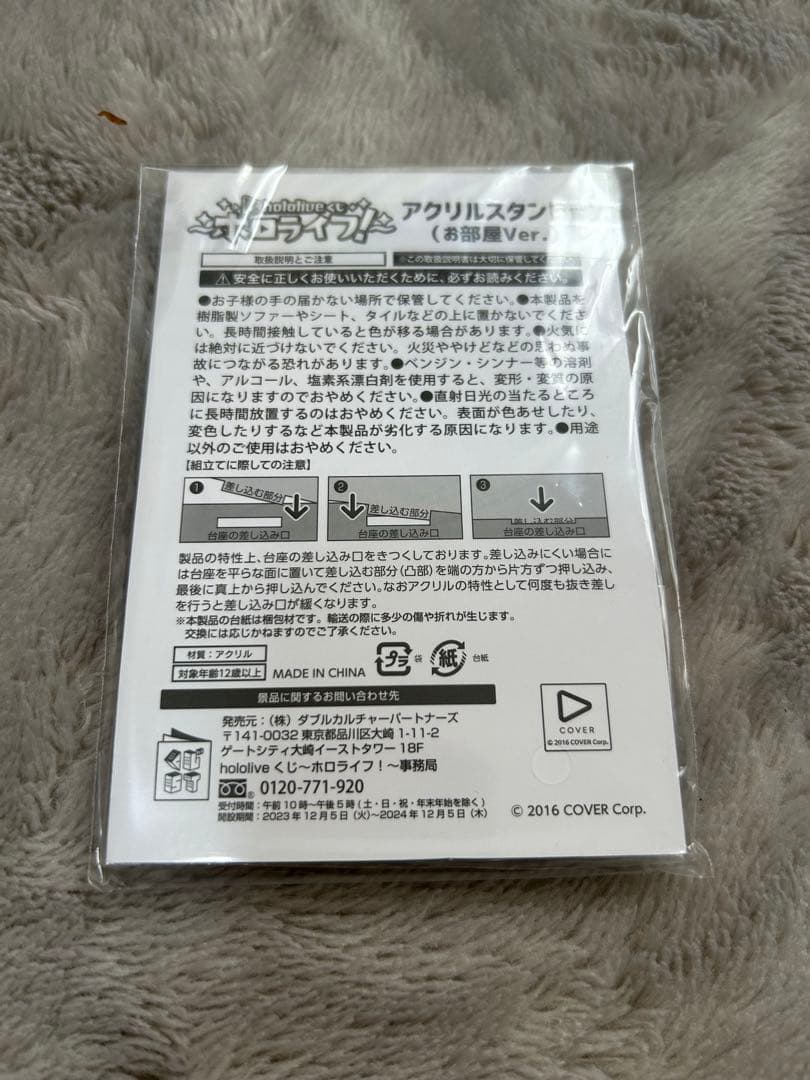 hololive くじ
ホロライフ!
アクリルスタン
(お部屋Ver.)
取扱説明とご注意
※この取扱説明書は大切に保管してく
安全に正しくお使いいただくために、必ずお読みください。
●お子様の手の届かない場所で保管してください。●本製品を
樹脂製ソファーやシート、タイルなどの上に置かないでくださ
い。長時間接触していると色が移る場合があります。●火気に
は絶対に近づけないでください。火災ややけどなどの思わぬ事
故につながる恐れがあります。●ベンジン・シンナー等の溶剤
や、アルコール、塩素系漂白剤を使用すると、変形・変質の原
因になりますのでおやめください。●直射日光の当たるところ
に長時間放置するのはおやめください。表面が色あせしたり、
変色したりするなど本製品が劣化する原因になります。●用途
以外のご使用はおやめください。
【組立てに際しての注意】
1 差し込む部分
台座の差し込み口
2 差し込む部分
台座の差し込み口
3 差し込む部分
台座の差し込み口
製品の特性上、台座の差し込み口をきつくしております。差し込みにくい場合に
は台座を平らな面に置いて差し込む部分(凸部)を端の方から片方ずつ押し込み、
最後に真上から押し込んでください。なおアクリルの特性として何度も抜き差し
を行うと差し込み口が緩くなります。
※本製品の台紙は梱包材です。輸送の際に多少の傷や折れが生じます。
交換には応じかねますのでご了承ください。
材質:アクリル
対象年齢12歳以上
MADE IN CHINA
プラ 袋
紙 台紙
景品に関するお問い合わせ先
発売元:(株)ダブルカルチャーパートナーズ
〒141-0032 東京都品川区大崎 1-11-2
ゲートシティ大崎イーストタワー 18F
hololive くじ〜ホロライフ!〜事務局
0120-771-920
受付時間:午前10時〜午後5時(土・日・祝・年末年始を除く)
開設期間:2023年12月5日(火)〜2024年12月5日(木)
COVER
© 2016 COVER Corp.
© 2016 COVER Corp.